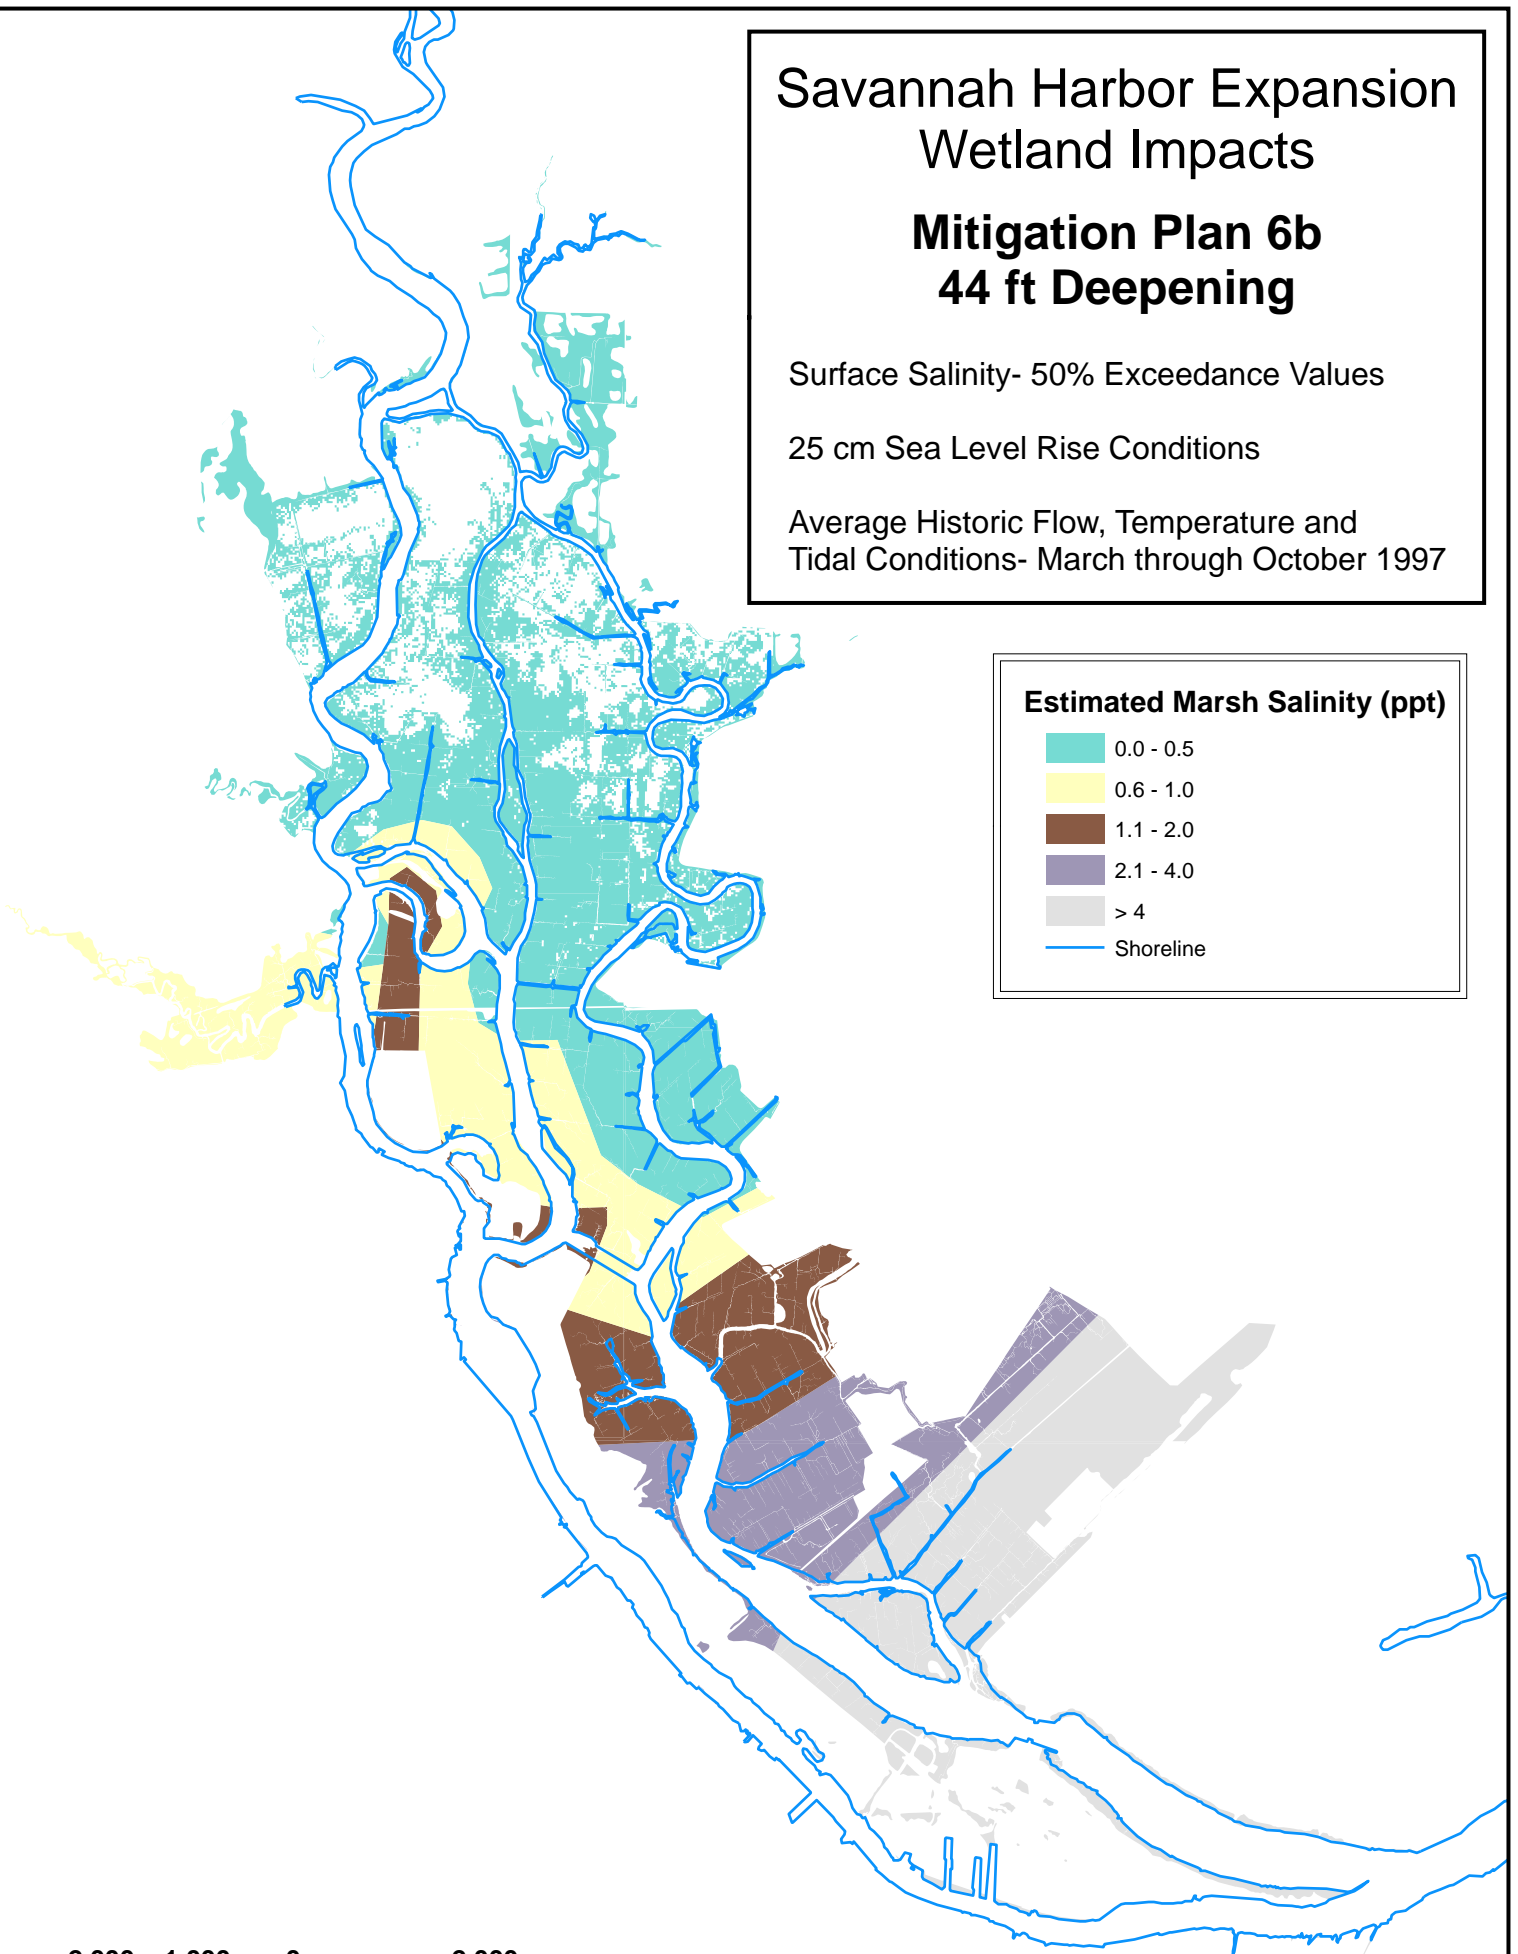 Savannah Harbor Expansion
Wetland Impacts
Mitigation Plan 6b
44 ft Deepening
Surface Salinity- 50% Exceedance Values
25 cm Sea Level Rise Conditions
Average Historic Flow, Temperature and
Tidal Conditions- March through October 1997
Estimated Marsh Salinity (ppt)
0.0 - 0.5
0.6 - 1.0
1.1 - 2.0
2.1 - 4.0
> 4
Shoreline